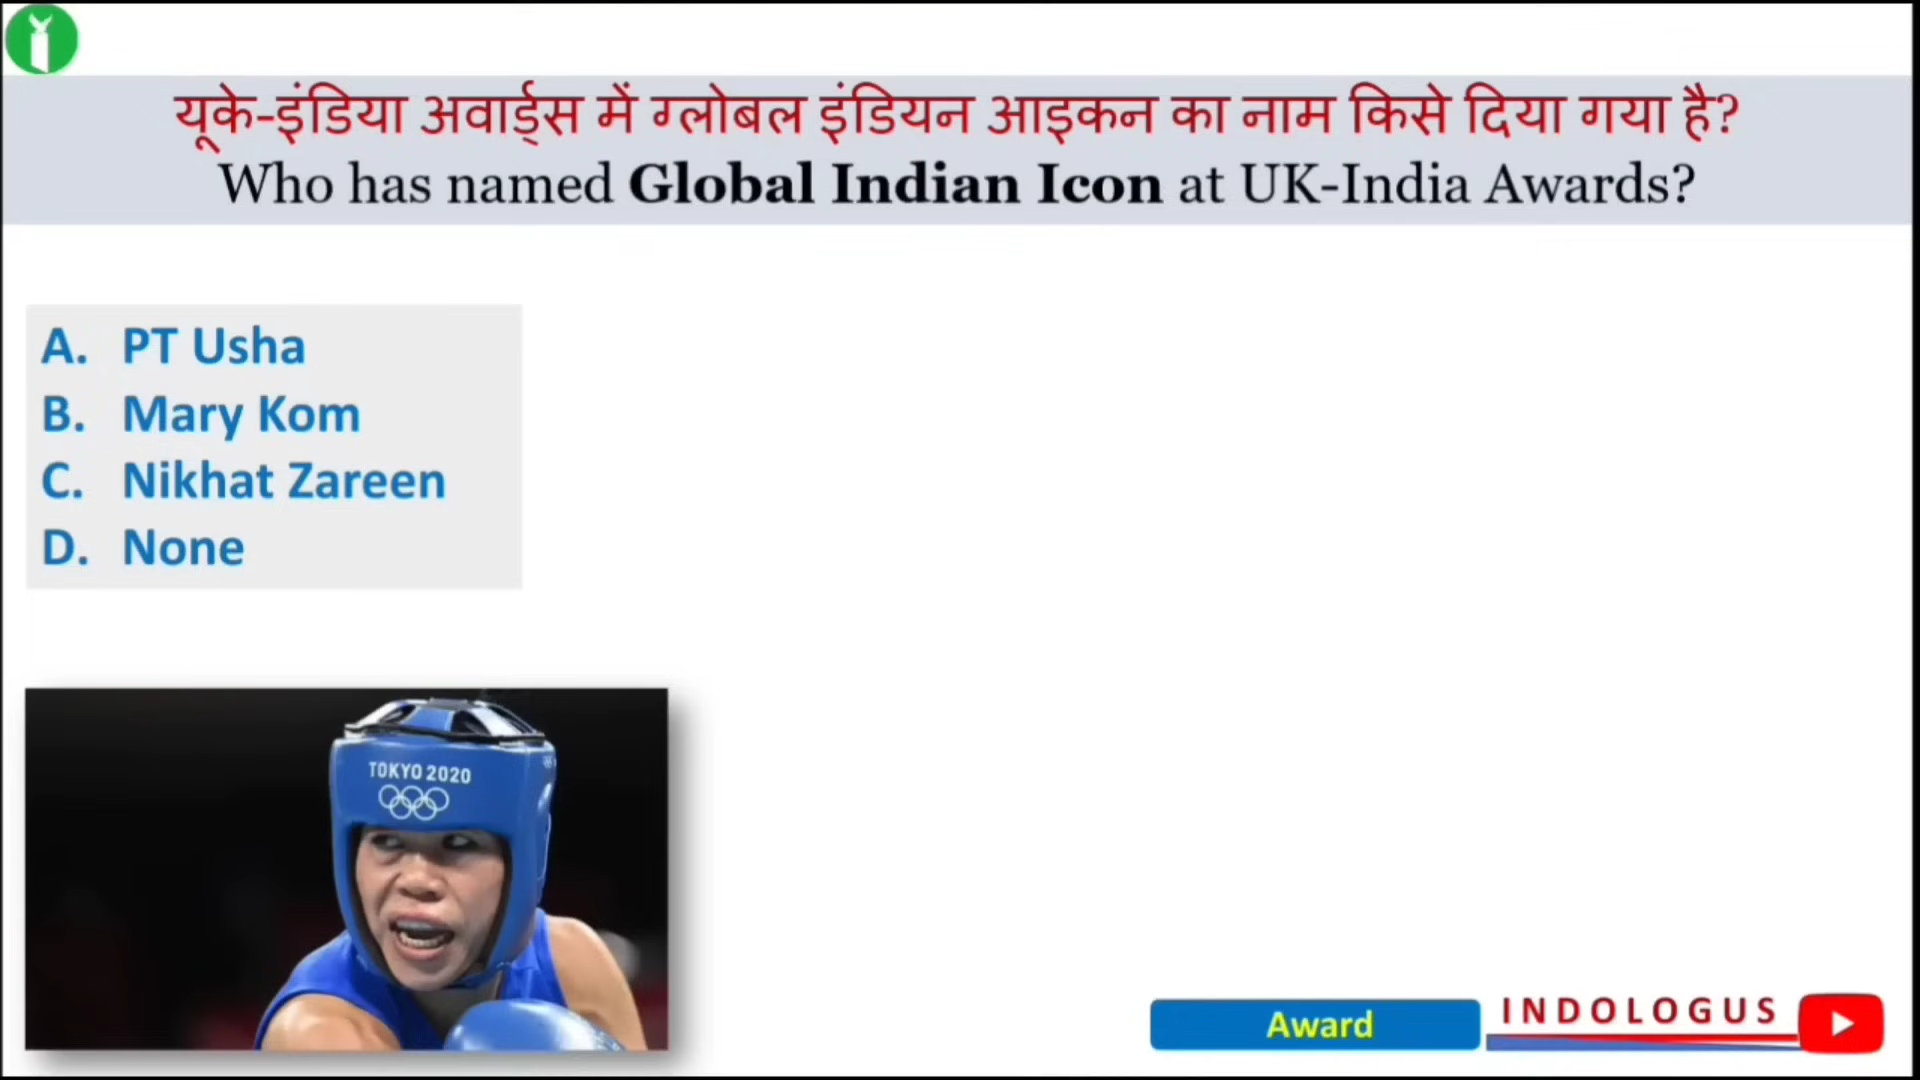 यूके-इंडिया अवार्ड्स में ग्लोबल इंडियन आइकन का नाम किसे दिया गया है?
Who has named Global Indian Icon at UK-India Awards?
A. PT Usha
B. Mary Kom
C. Nikhat Zareen
D. None
TOKYO 2020
Award
INDOLOGUS